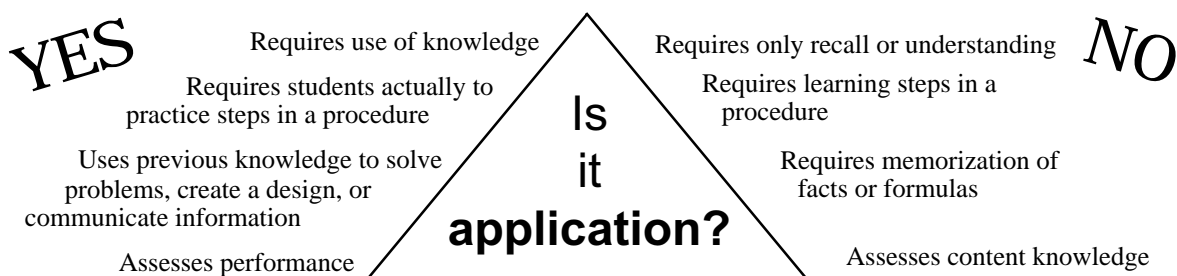 YES
Requires use of knowledge
Requires students actually to
practice steps in a procedure
Uses previous knowledge to solve
problems, create a design, or
communicate information
Assesses performance
Is
it
application?
NO
Requires only recall or understanding
Requires learning steps in a
procedure
Requires memorization of
facts or formulas
Assesses content knowledge